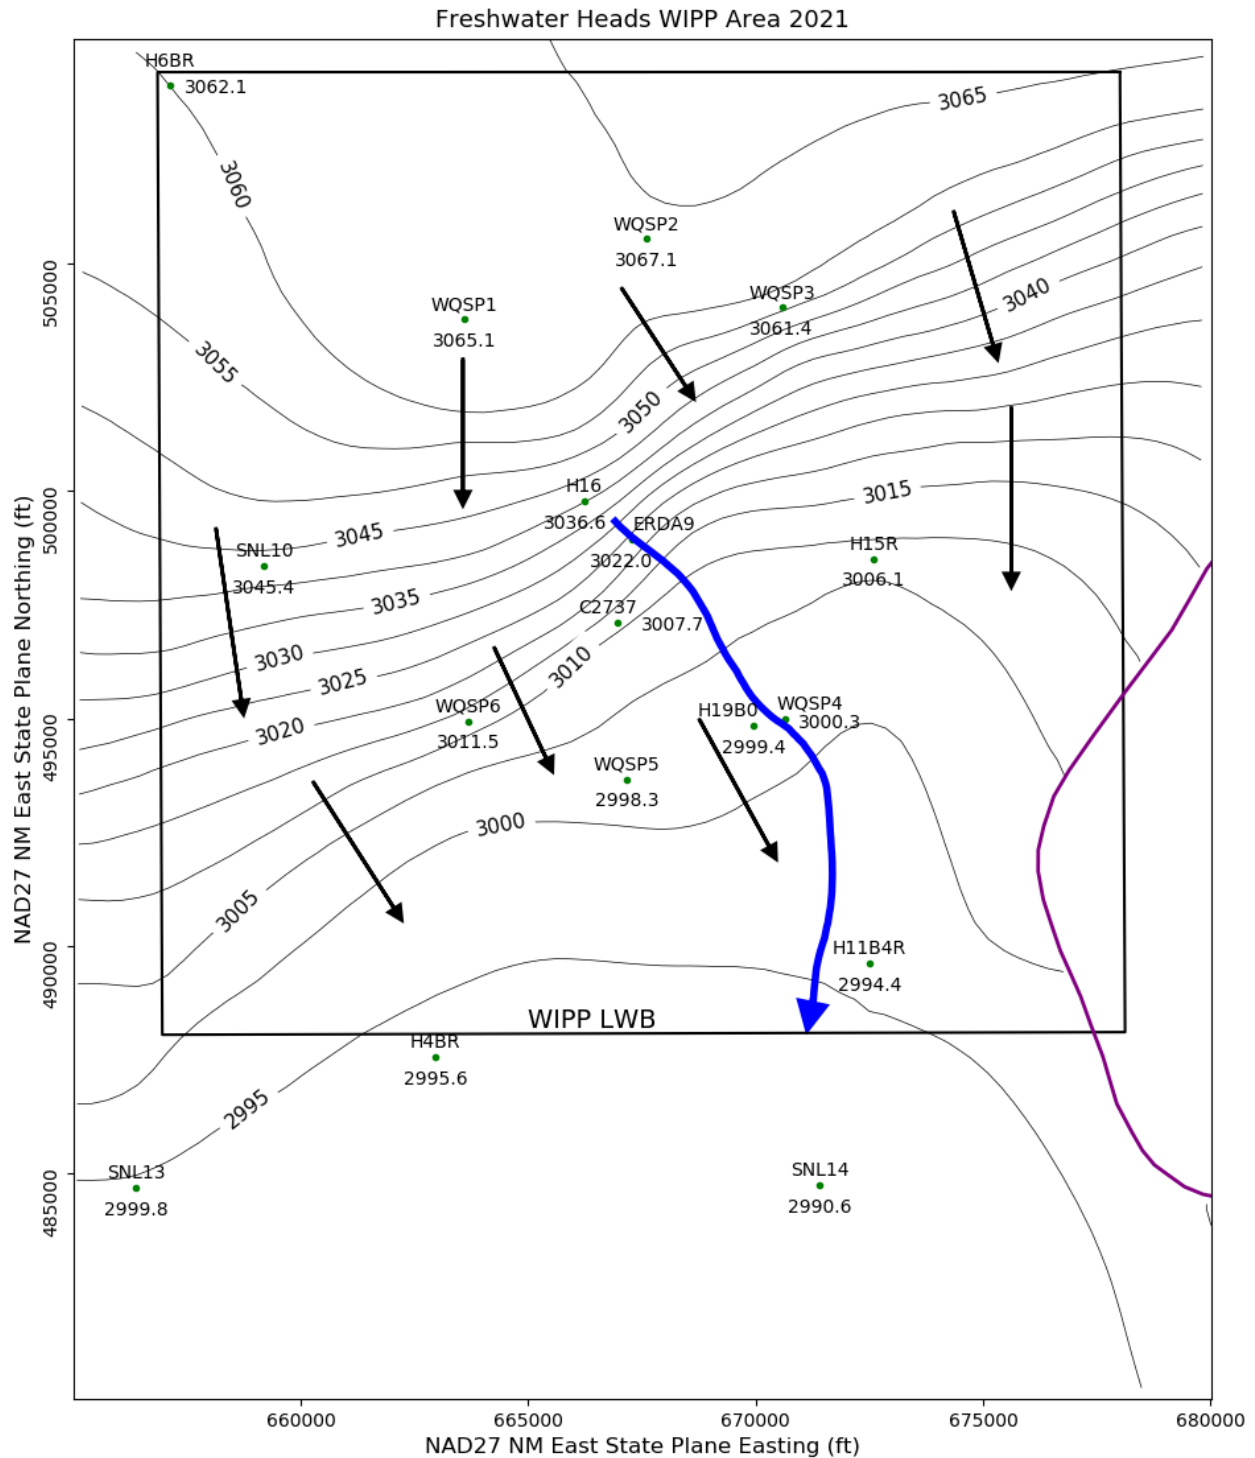 Freshwater Heads WIPP Area 2021
H6BR
3062.1
3065
3060
WQSP2
3067.1
WQSP3
3061.4
3040
WQSP1
3065.1
3055
3050
H16
3036.6
3015
ERDA9
3022.0
3045
SNL10
3045.4
H15R
3006.1
3035
C2737
3007.7
3030
3010
3025
WQSP6
3011.5
3020
H19B0
2999.4
WQSP4
3000.3
WQSP5
2998.3
3000
3005
H11B4R
2994.4
WIPP LWB
H4BR
2995.6
2995
SNL13
2999.8
SNL14
2990.6
505000
500000
495000
490000
485000
NAD27 NM East State Plane Northing (ft)
660000 665000 670000 675000 680000
NAD27 NM East State Plane Easting (ft)